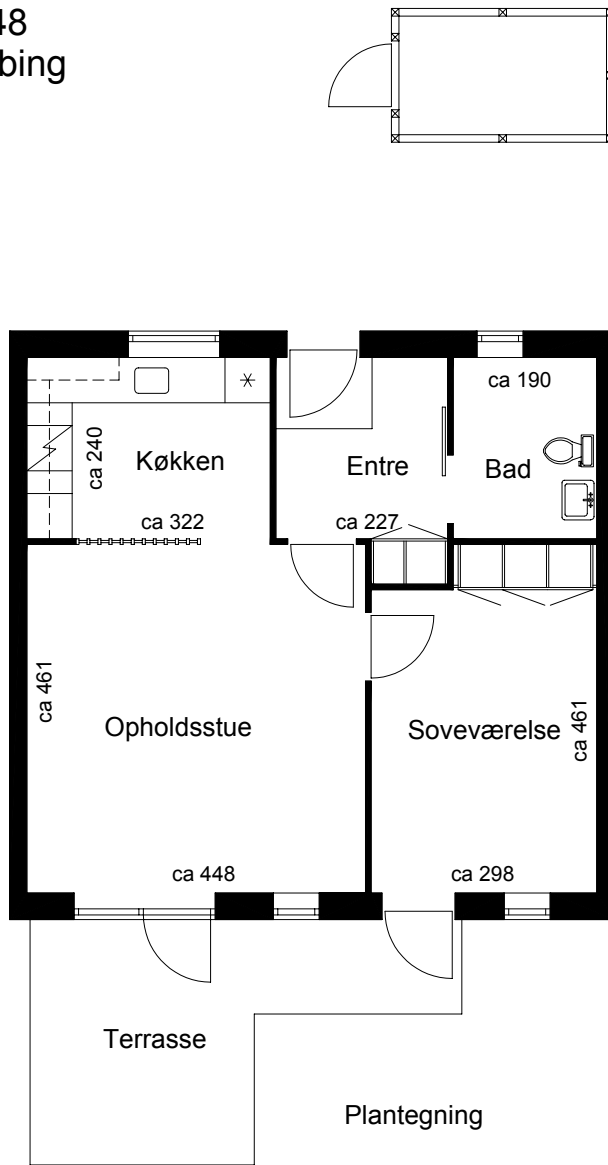 48
bing
ca 190
ca 240
Køkken
Entre
Bad
ca 322
ca 227
ca 461
Opholdsstue
Soveværelse
ca 461
ca 448
ca 298
Terrasse
Plantegning